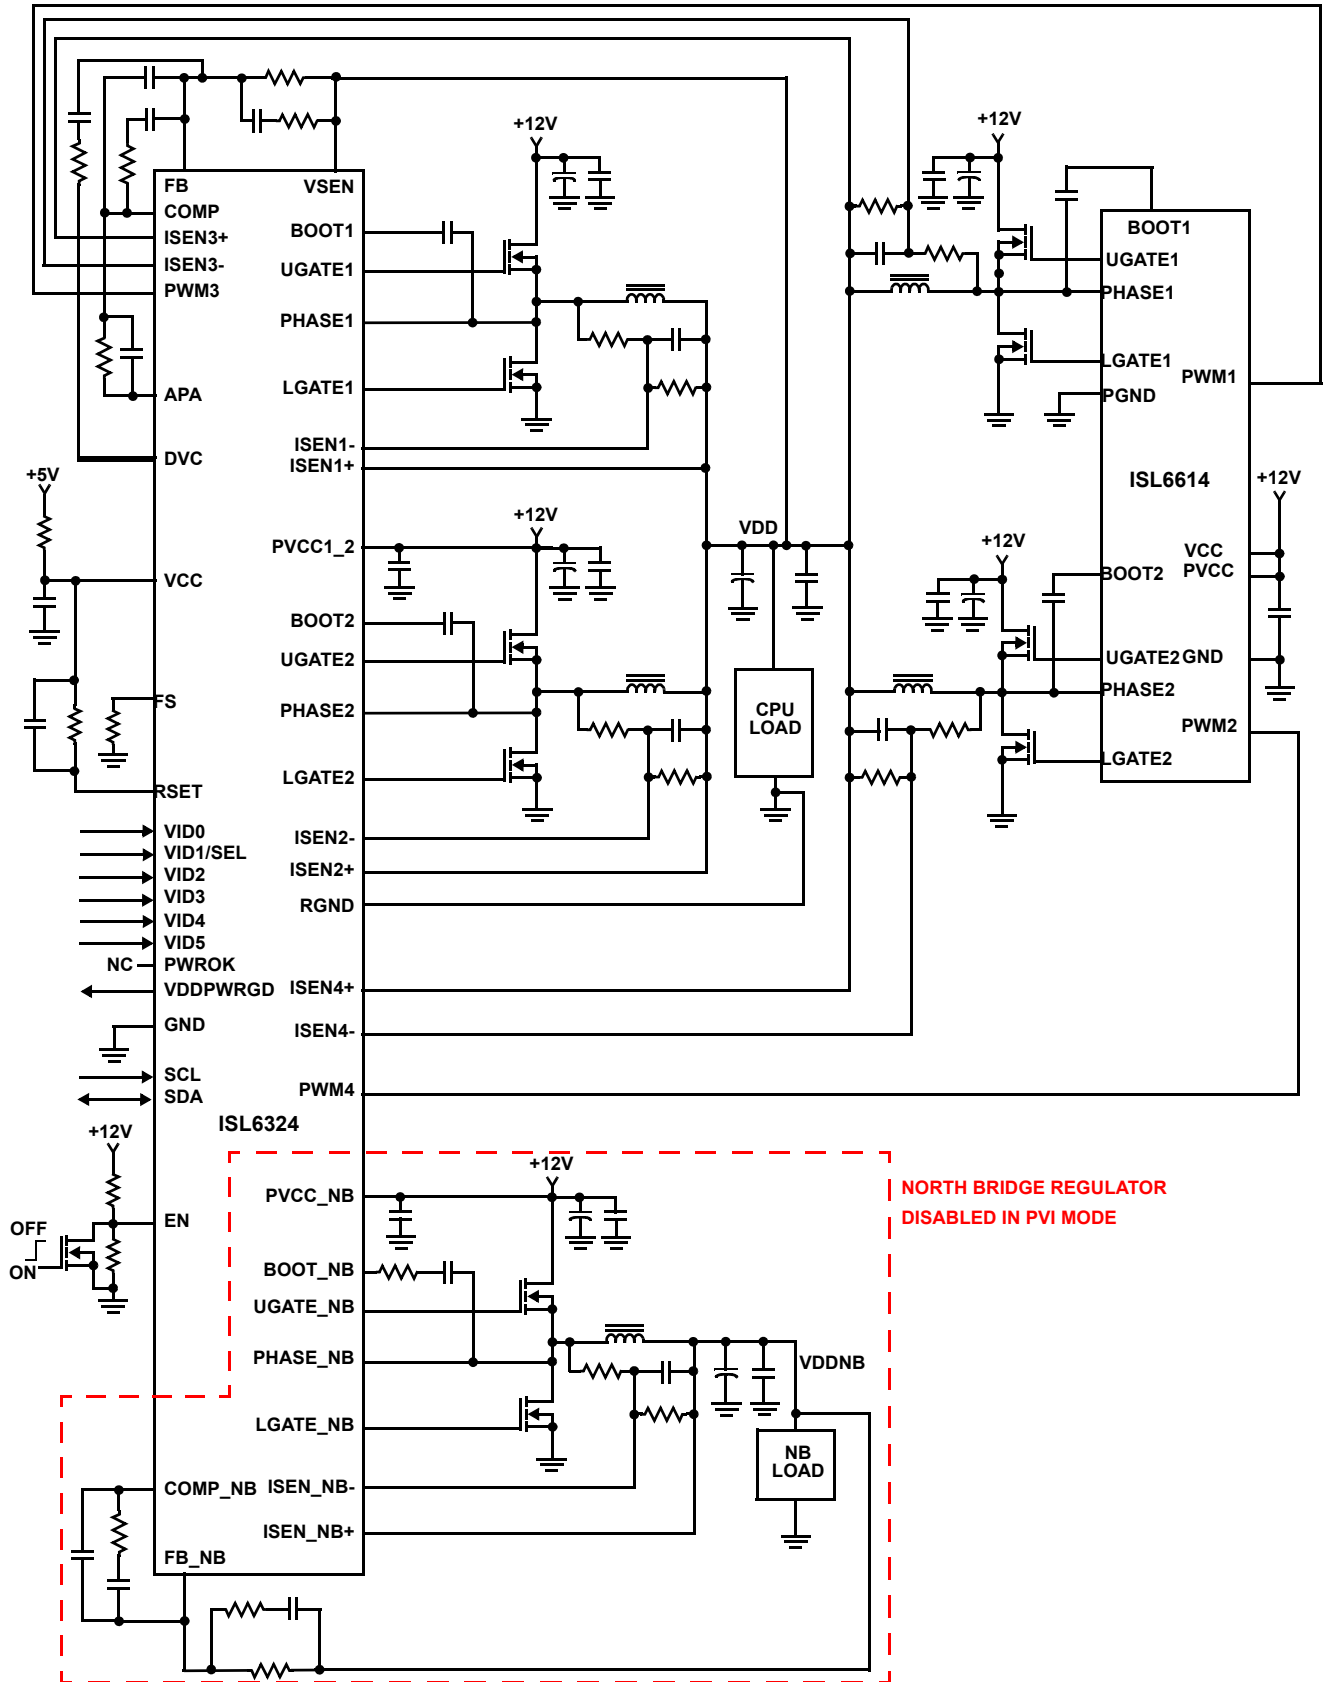 +12V
+12V
FB
VSEN
COMP
ISEN3+
ISEN3-
PWM3
APA
DVC
BOOT1
UGATE1
PHASE1
LGATE1
ISEN1-
ISEN1+
+5V
+12V
PVCC1_2
VCC
BOOT2
UGATE2
PHASE2
LGATE2
FS
RSET
VID0
VID1/SEL
VID2
VID3
VID4
VID5
NC
PWROK
VDDPWRGD
GND
SCL
SDA
ISEN2-
ISEN2+
RGND
ISEN4+
ISEN4-
PWM4
ISL6324
VDD
CPU
LOAD
BOOT1
UGATE1
PHASE1
LGATE1
PWM1
PGND
ISL6614
+12V
+12V
VCC
PVCC
BOOT2
UGATE2
GND
PHASE2
PWM2
LGATE2
+12V
EN
OFF
ON
+12V
PVCC_NB
BOOT_NB
UGATE_NB
PHASE_NB
LGATE_NB
COMP_NB
ISEN_NB-
ISEN_NB+
FB_NB
VDDNB
NB
LOAD
NORTH BRIDGE REGULATOR
DISABLED IN PVI MODE